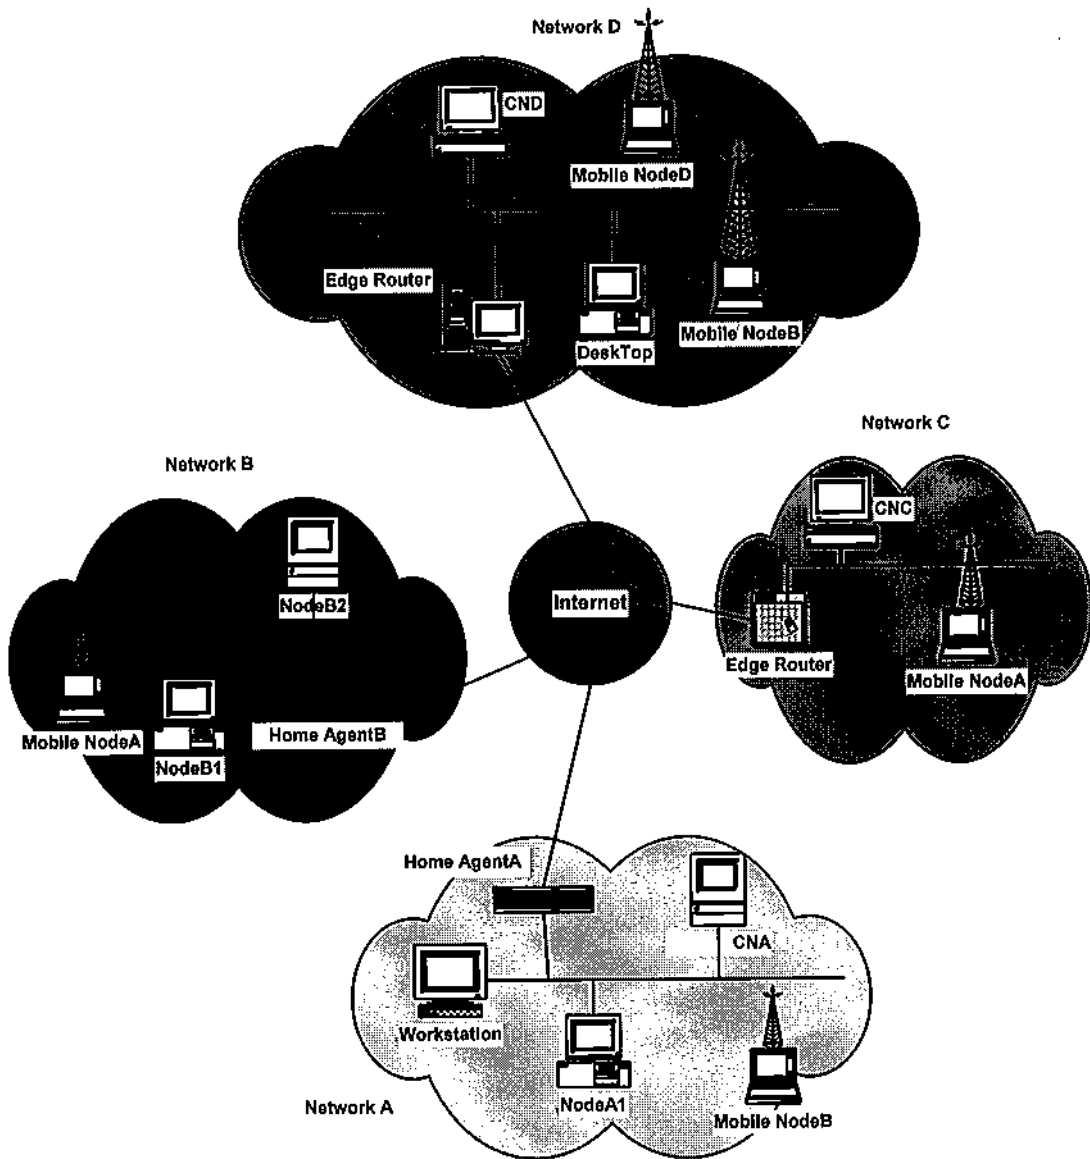 Network D
CND
Mobile NodeD
Edge Router
Mobile NodeB
DeskTop
Network C
Network B
CNC
NodeB2
Internet
Edge Router
Mobile NodeA
Mobile NodeA
Home AgentB
NodeB1
Home AgentA
CNA
Workstation
NodeA1
Network A
Mobile NodeB